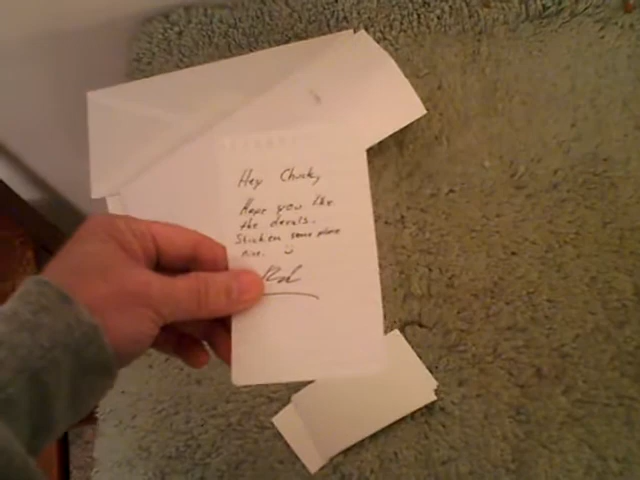 Hey Chuck,
Hope you like
the decals.
Stick em some place
nice. :)